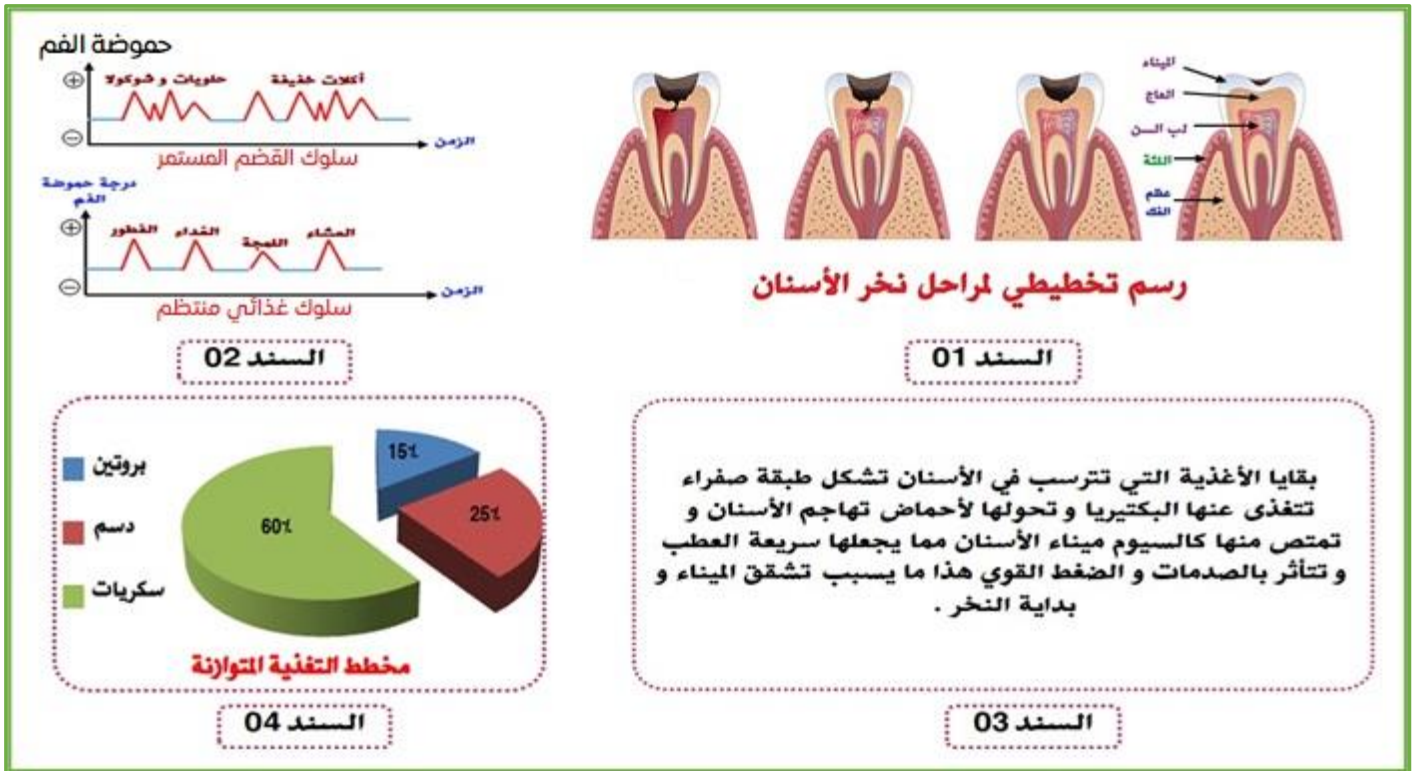 الميناء
العاج
لب السن
اللثة
عظم
الفك
رسم تخطيطي لمراحل نخر الأسنان
السند 01
حموضة الفم
+
حلويات و شوكولا
أكلات خفيفة
−
الزمن
سلوك القضم المستمر
درجة حموضة
الفم
+
الفطور
الغداء
اللمجة
العشاء
−
الزمن
سلوك غذائي منتظم
السند 02
بقايا الأغذية التي تترسب في الأسنان تشكل طبقة صفراء
تتغذى عنها البكتيريا و تحولها لأحماض تهاجم الأسنان و
تمتص منها كالسيوم ميناء الأسنان مما يجعلها سريعة العطب
و تتأثر بالصدمات و الضغط القوي هذا ما يسبب تشقق الميناء و
بداية النخر .
السند 03
بروتين
دسم
سكريات
15%
25%
60%
مخطط التغذية المتوازنة
السند 04